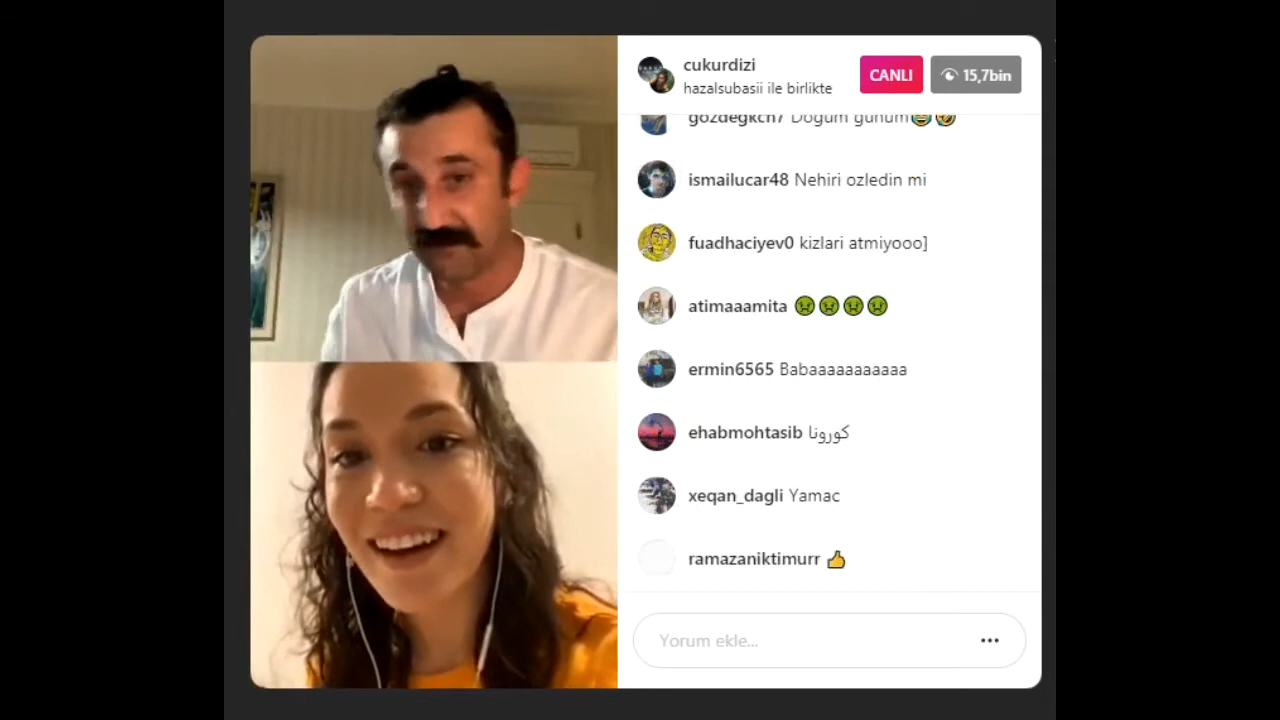 cukurdizi
hazalsubasii ile birlikte
CANLI
15,7bin
gozdegkcn7 Doğum günüm😂🤣
ismailucar48 Nehiri ozledin mi
fuadhaciyev0 kizlari atmiyooo]
atimaaamita 🤢🤢🤢🤢
ermin6565 Babaaaaaaaaaaa
ehabmohtasib كورونا
xeqan_dagli Yamac
ramazaniktimurr 👍
Yorum ekle...